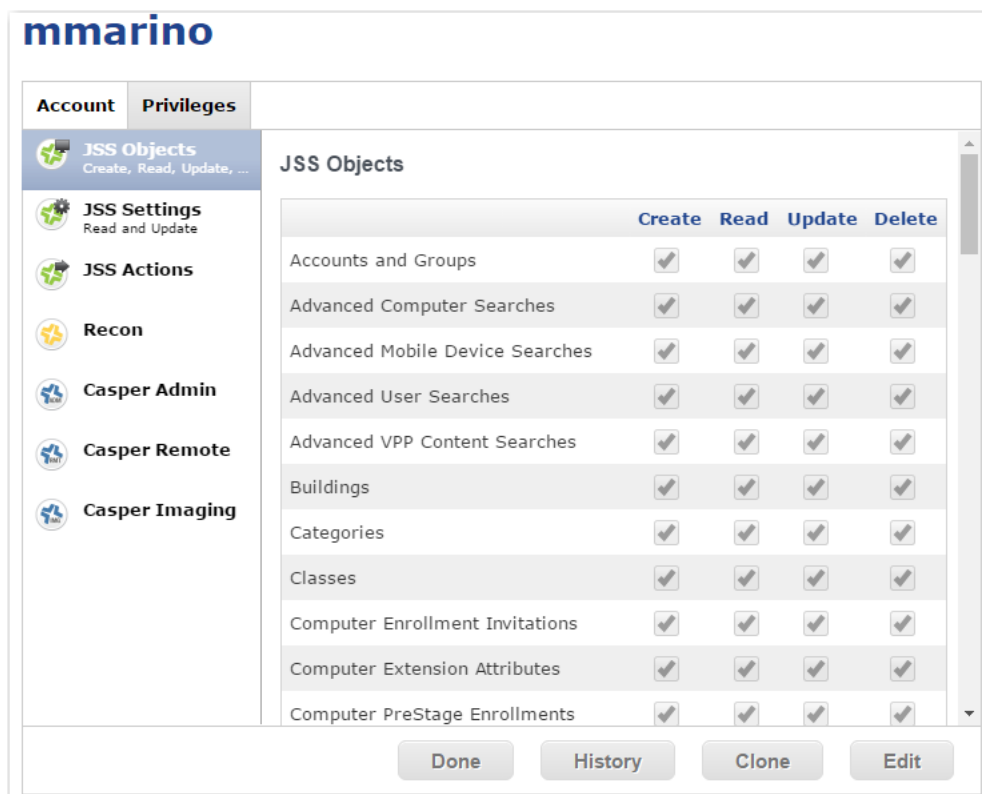 mmarino
Account Privileges
JSS Objects
Create, Read, Update, ...
JSS Settings
Read and Update
JSS Actions
Recon
Casper Admin
Casper Remote
Casper Imaging
JSS Objects
Create Read Update Delete
Accounts and Groups
Advanced Computer Searches
Advanced Mobile Device Searches
Advanced User Searches
Advanced VPP Content Searches
Buildings
Categories
Classes
Computer Enrollment Invitations
Computer Extension Attributes
Computer PreStage Enrollments
Done History Clone Edit